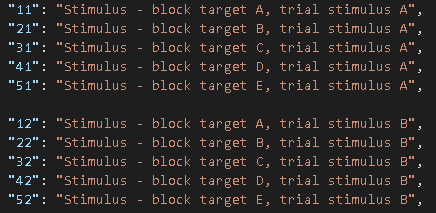 "11": "Stimulus - block target A, trial stimulus A",
"21": "Stimulus - block target B, trial stimulus A",
"31": "Stimulus - block target C, trial stimulus A",
"41": "Stimulus - block target D, trial stimulus A",
"51": "Stimulus - block target E, trial stimulus A",
"12": "Stimulus - block target A, trial stimulus B",
"22": "Stimulus - block target B, trial stimulus B",
"32": "Stimulus - block target C, trial stimulus B",
"42": "Stimulus - block target D, trial stimulus B",
"52": "Stimulus - block target E, trial stimulus B",